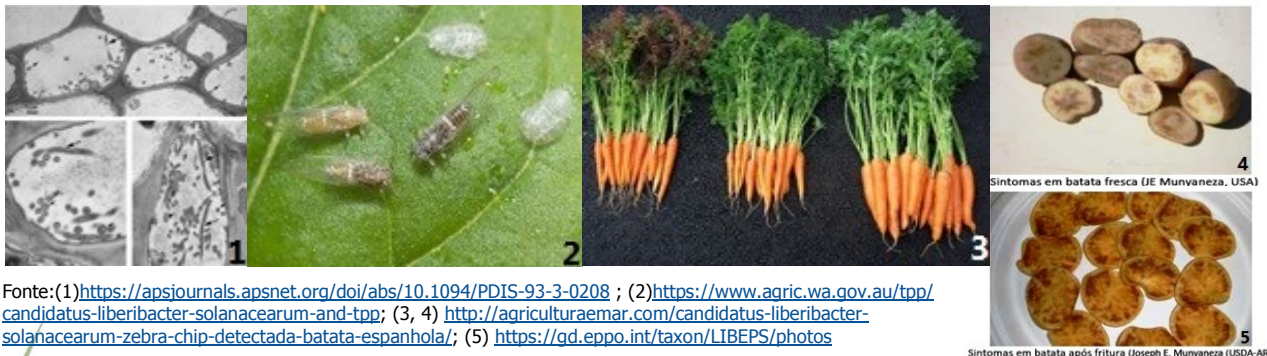 1
2
3
4
Sintomas em batata fresca (JE Munyaneza, USA)
5
Sintomas em batata após fritura (Joseph E. Munyaneza (USDA-AR
Fonte:(1)https://apsjournals.apsnet.org/doi/abs/10.1094/PDIS-93-3-0208 ; (2)https://www.agric.wa.gov.au/tpp/
candidatus-liberibacter-solanacearum-and-tpp; (3, 4) http://agriculturaemar.com/candidatus-liberibacter-
solanacearum-zebra-chip-detectada-batata-espanhola/; (5) https://gd.eppo.int/taxon/LIBEPS/photos